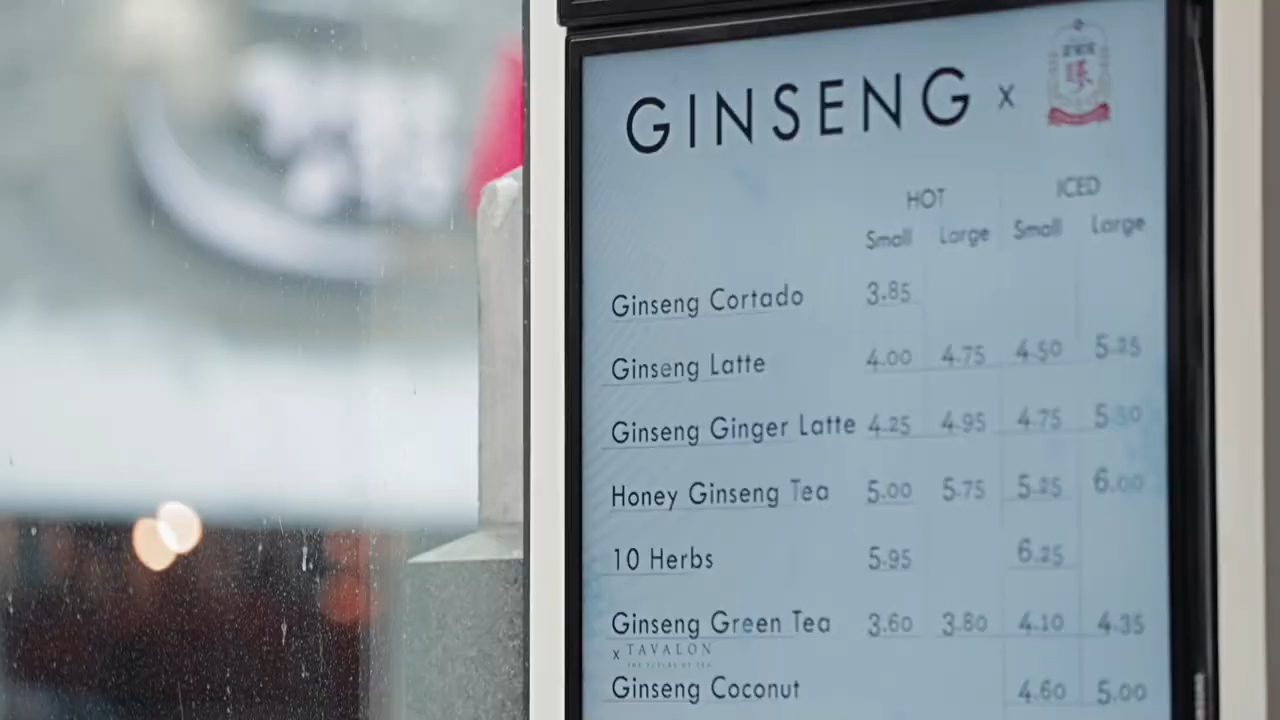 GINSENG x
HOT ICED
Small Large Small Large
Ginseng Cortado 3.85
Ginseng Latte 4.00 4.75 4.50 5.25
Ginseng Ginger Latte 4.25 4.95 4.75 5.50
Honey Ginseng Tea 5.00 5.75 5.25 6.00
10 Herbs 5.95 6.25
Ginseng Green Tea 3.60 3.80 4.10 4.35
x TAVALON
THE FUTURE OF TEA
Ginseng Coconut 4.60 5.00